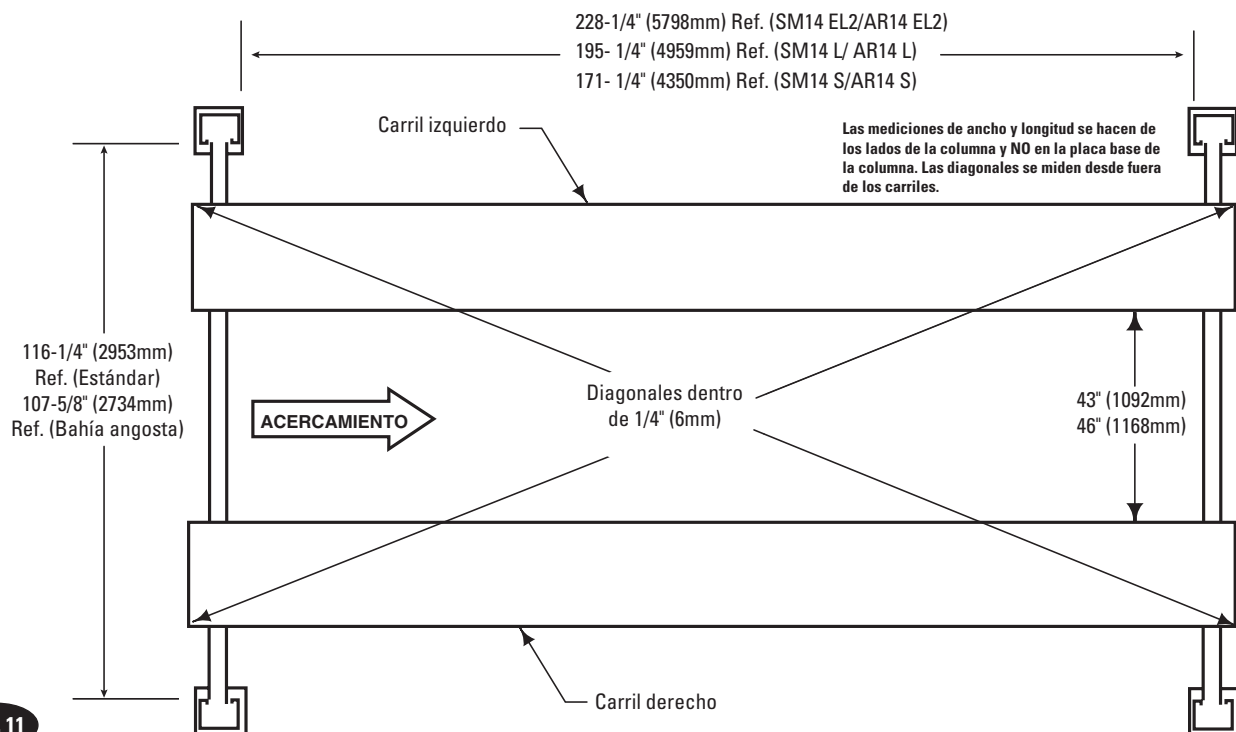 228-1/4" (5798mm) Ref. (SM14 EL2/AR14 EL2)
195- 1/4" (4959mm) Ref. (SM14 L/ AR14 L)
171- 1/4" (4350mm) Ref. (SM14 S/AR14 S)
Carril izquierdo
Las mediciones de ancho y longitud se hacen de
los lados de la columna y NO en la placa base de
la columna. Las diagonales se miden desde fuera
de los carriles.
116-1/4" (2953mm)
Ref. (Estándar)
107-5/8" (2734mm)
Ref. (Bahía angosta)
ACERCAMIENTO
Diagonales dentro
de 1/4" (6mm)
43" (1092mm)
46" (1168mm)
Carril derecho
11